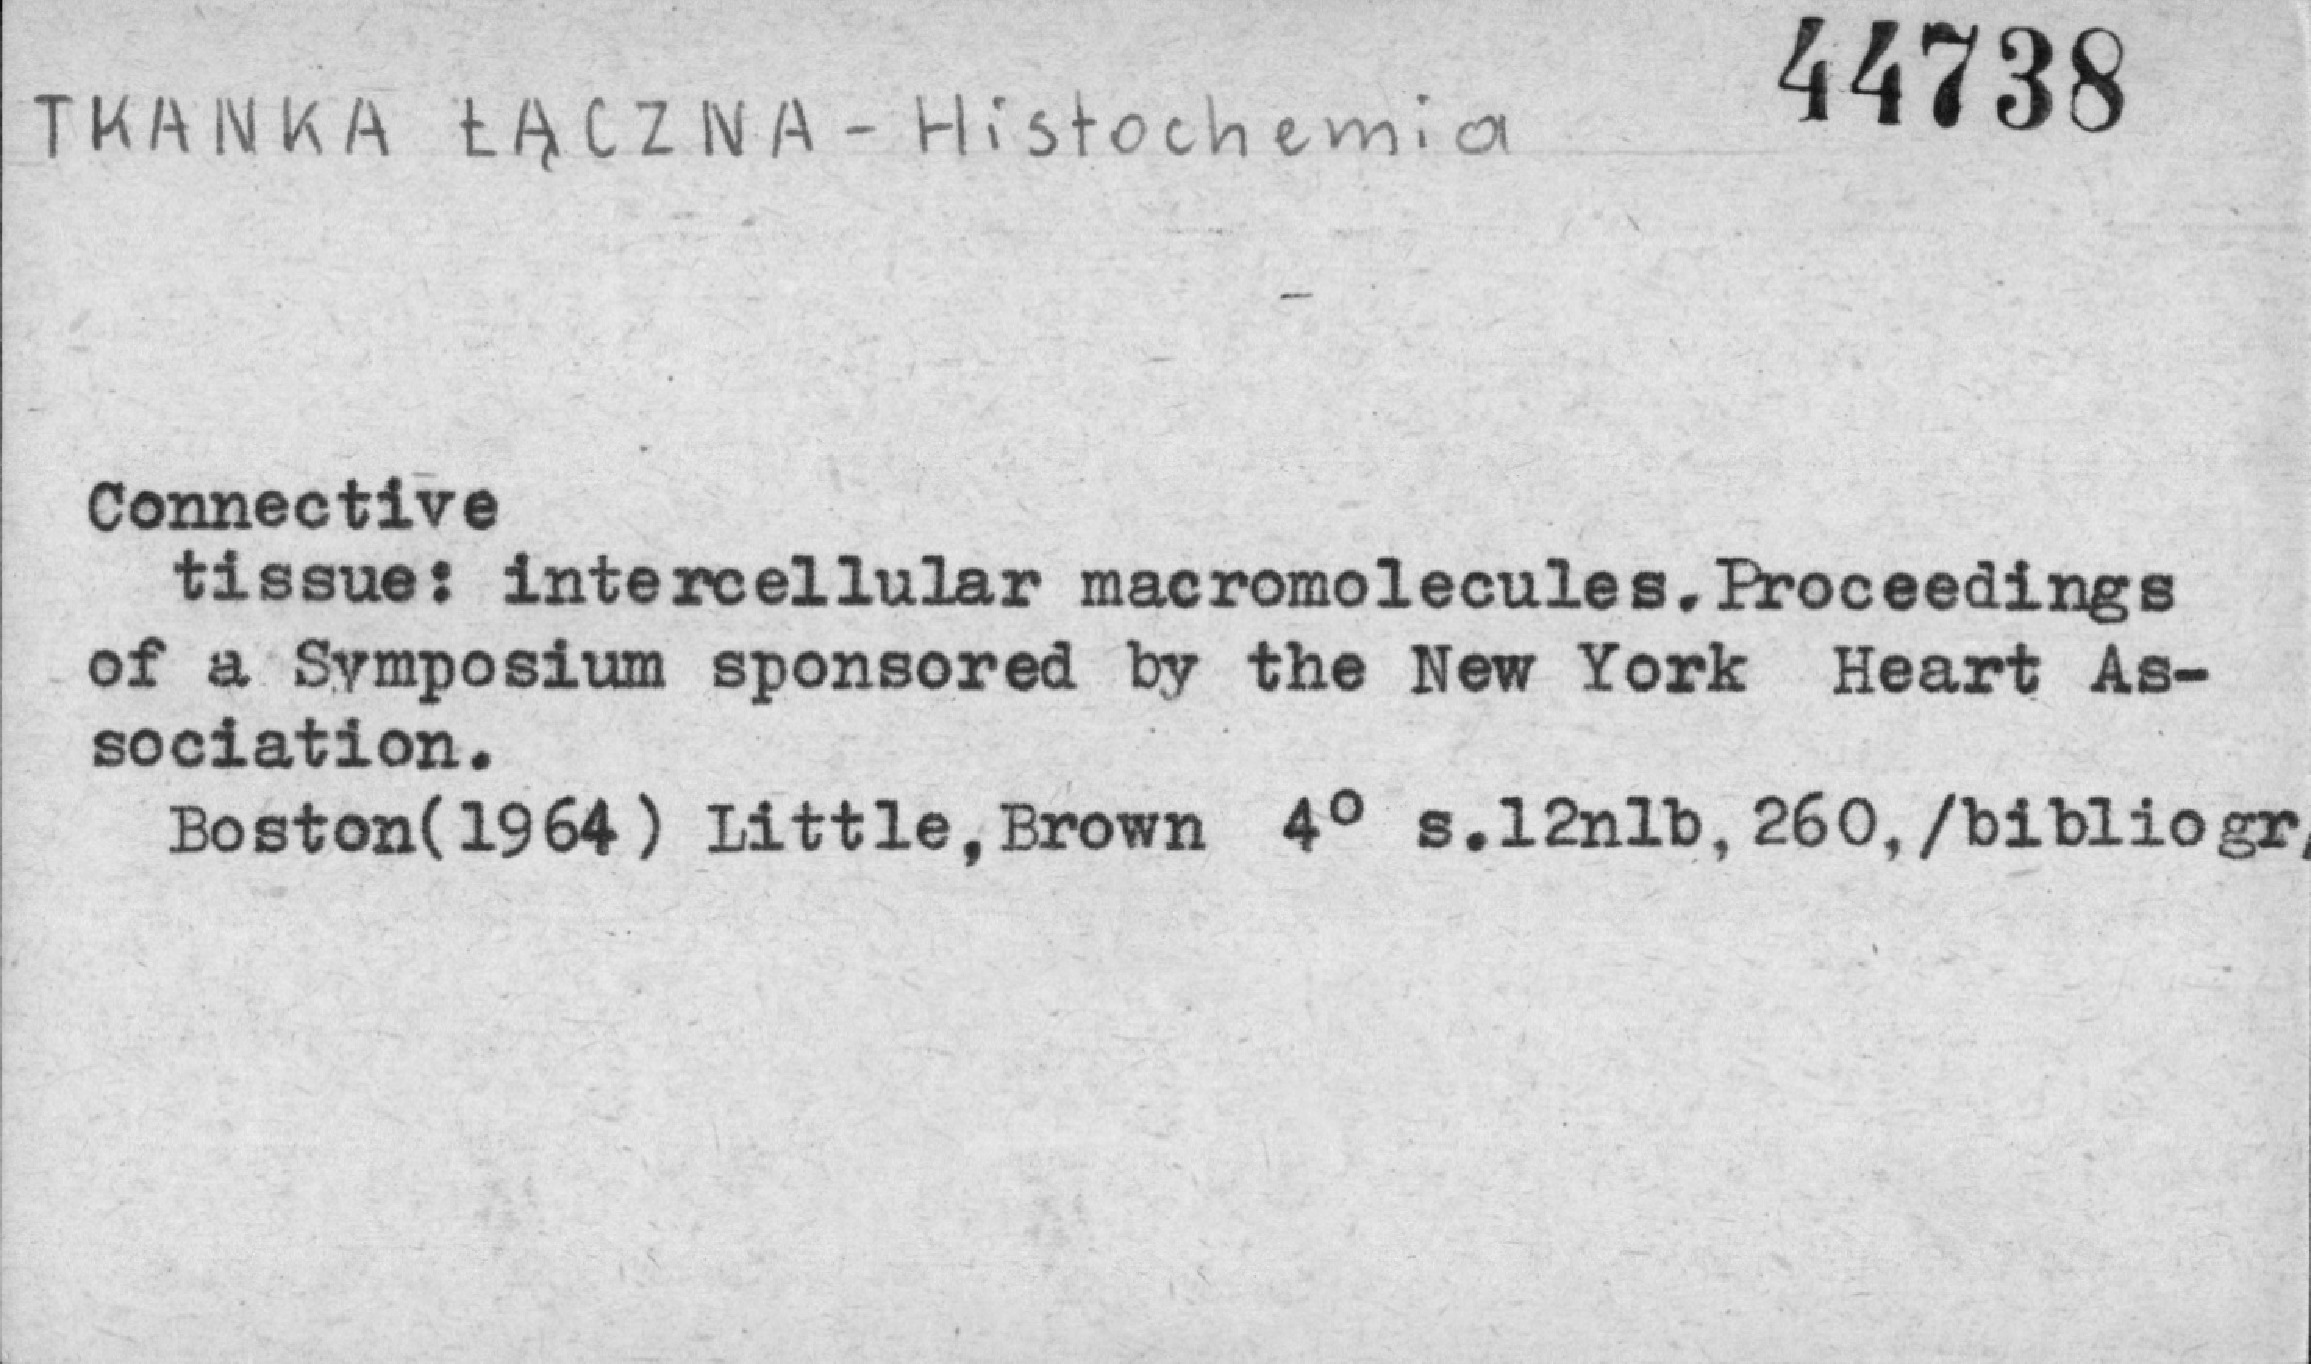 44738
TKANKA ŁĄCZNA - Histochemia
Connective
tissue: intercellular macromolecules.Proceedings
of a Symposium sponsored by the New York Heart As-
sociation.
Boston(1964) Little,Brown 4º s.12nlb,260,/bibliogr/